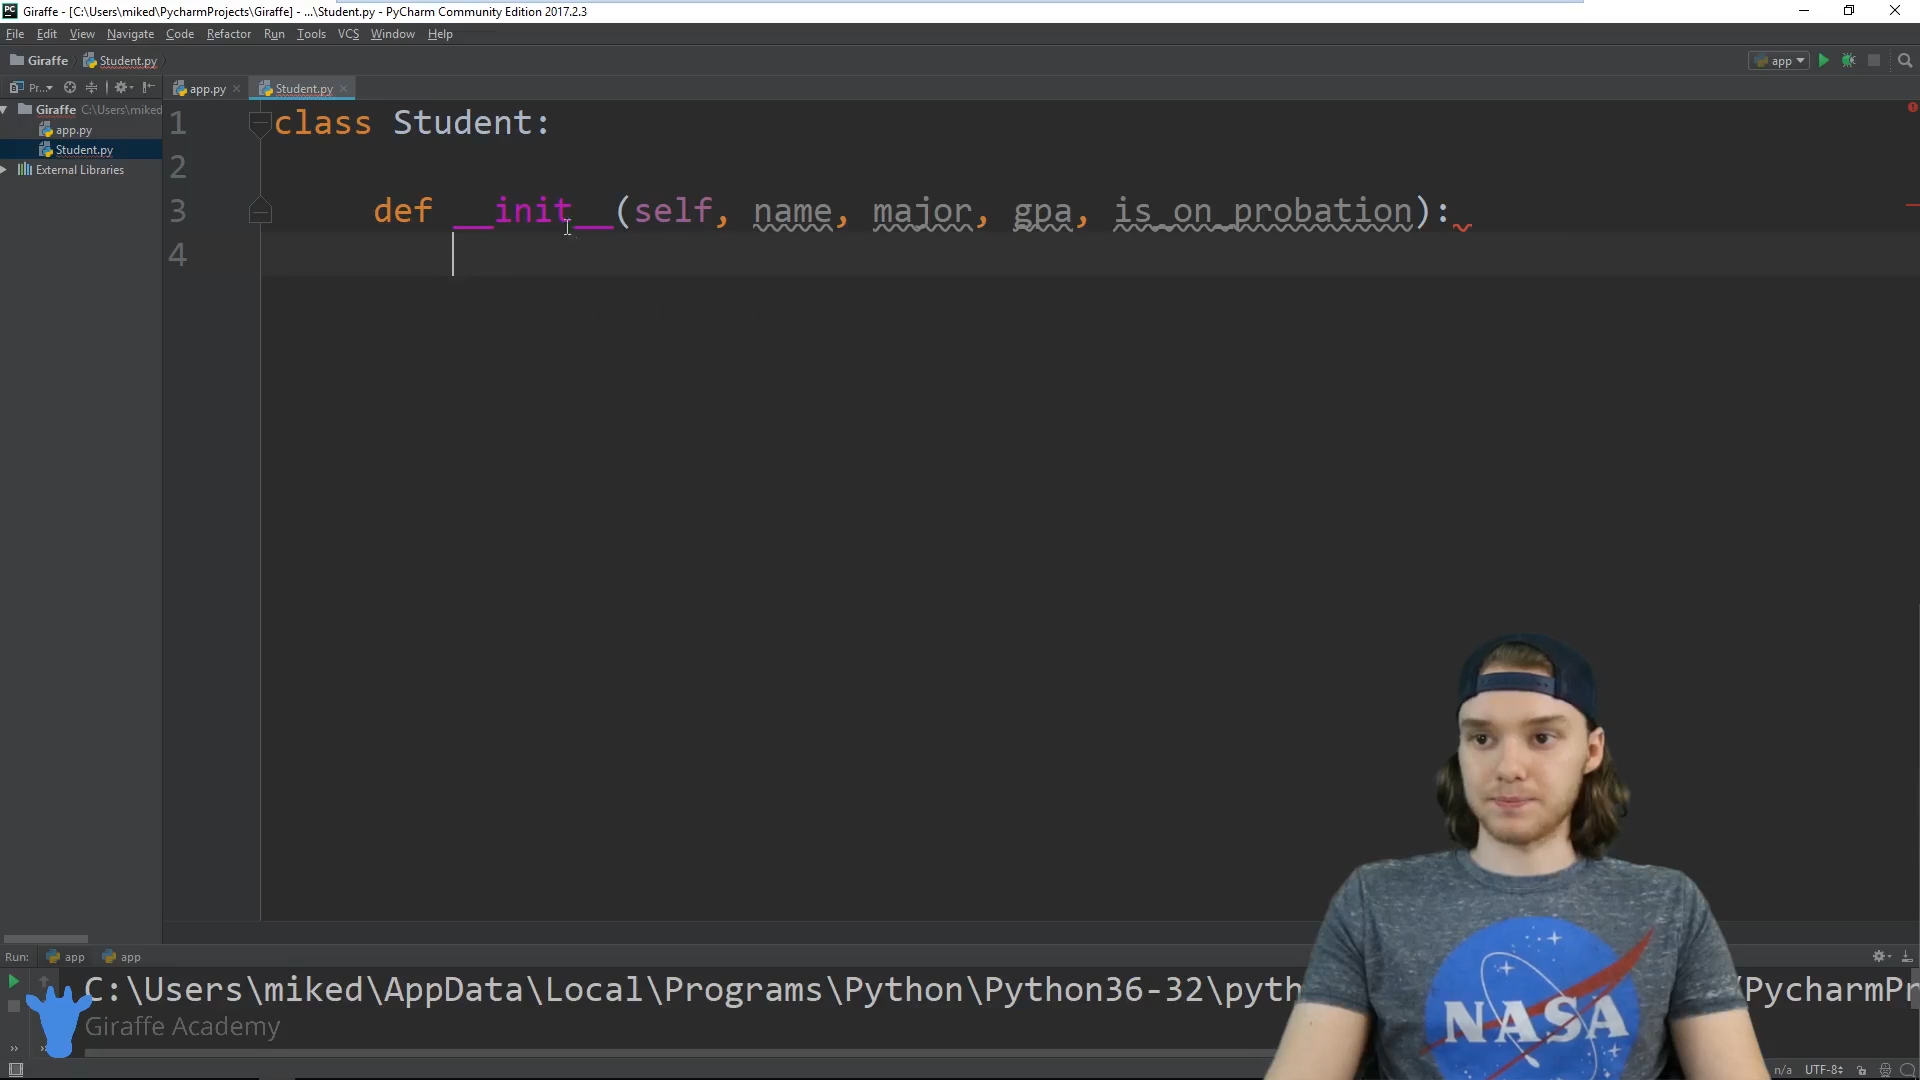 Giraffe - [C:\Users\miked\PycharmProjects\Giraffe] - ...\Student.py - PyCharm Community Edition 2017.2.3
File Edit View Navigate Code Refactor Run Tools VCS Window Help
Giraffe Student.py app
Pr... app.py Student.py
Giraffe C:\Users\miked
app.py
Student.py
External Libraries
1 class Student:
2
3 def __init__(self, name, major, gpa, is_on_probation):
4
Run: app app
C:\Users\miked\AppData\Local\Programs\Python\Python36-32\pyth PycharmPr
Giraffe Academy
NASA
n/a UTF-8